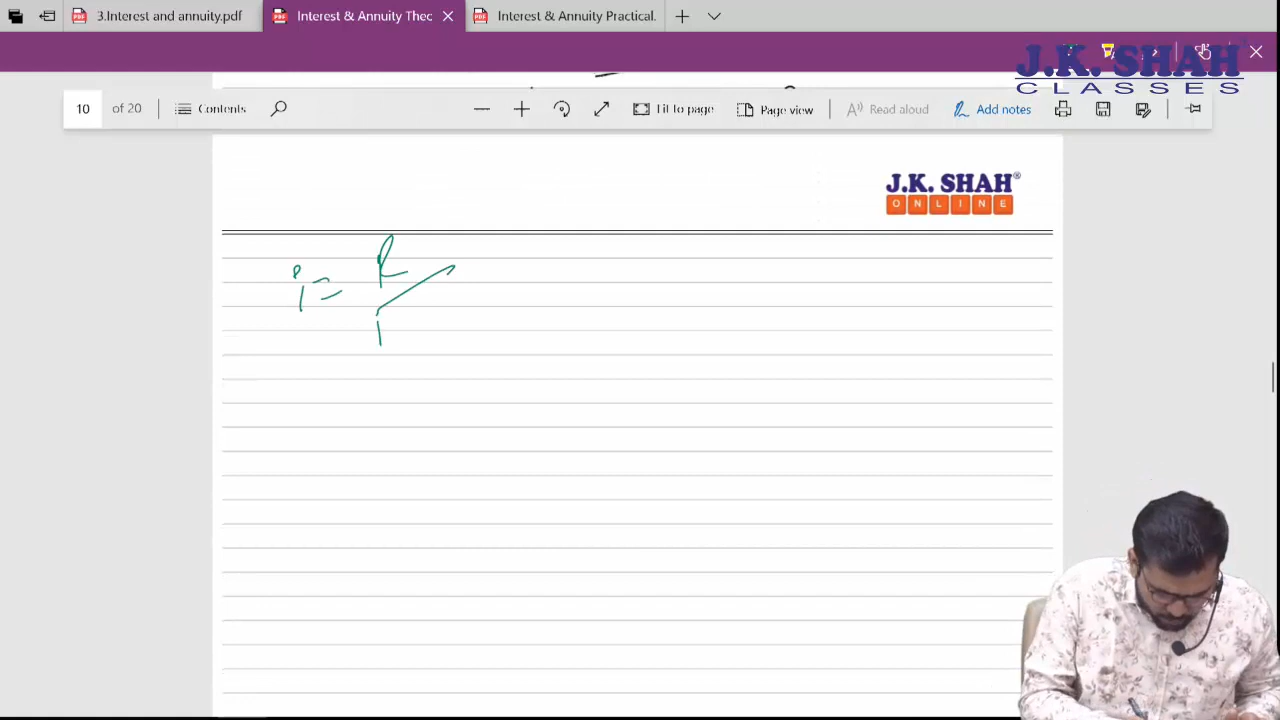 3.Interest and annuity.pdf
Interest & Annuity Theo
Interest & Annuity Practical.
J.K. SHAH
CLASSES
10 of 20
Contents
Fit to page
Page view
Read aloud
Add notes
J.K. SHAH®
ONLINE
i = R